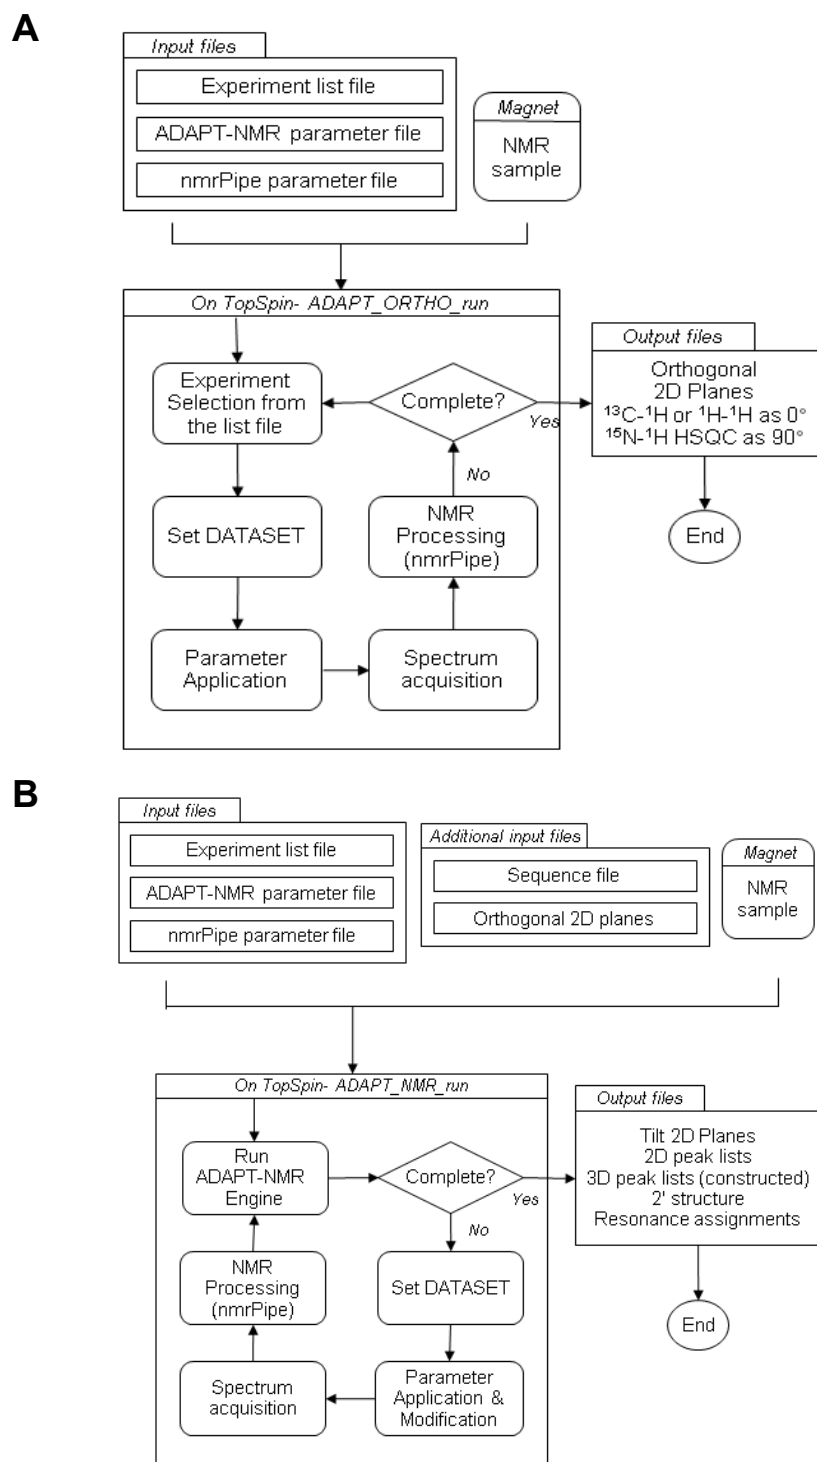 A
Input files
Experiment list file
ADAPT-NMR parameter file
nmrPipe parameter file
Magnet
NMR
sample
On TopSpin- ADAPT_ORTHO_run
Experiment
Selection from
the list file
Complete?
Yes
No
Set DATASET
NMR
Processing
(nmrPipe)
Parameter
Application
Spectrum
acquisition
Output files
Orthogonal
2D Planes
¹³C-¹H or ¹H-¹H as 0°
¹⁵N-¹H HSQC as 90°
End
B
Input files
Experiment list file
ADAPT-NMR parameter file
nmrPipe parameter file
Additional input files
Sequence file
Orthogonal 2D planes
Magnet
NMR
sample
On TopSpin- ADAPT_NMR_run
Run
ADAPT-NMR
Engine
Complete?
Yes
No
NMR
Processing
(nmrPipe)
Set DATASET
Spectrum
acquisition
Parameter
Application &
Modification
Output files
Tilt 2D Planes
2D peak lists
3D peak lists (constructed)
2' structure
Resonance assignments
End